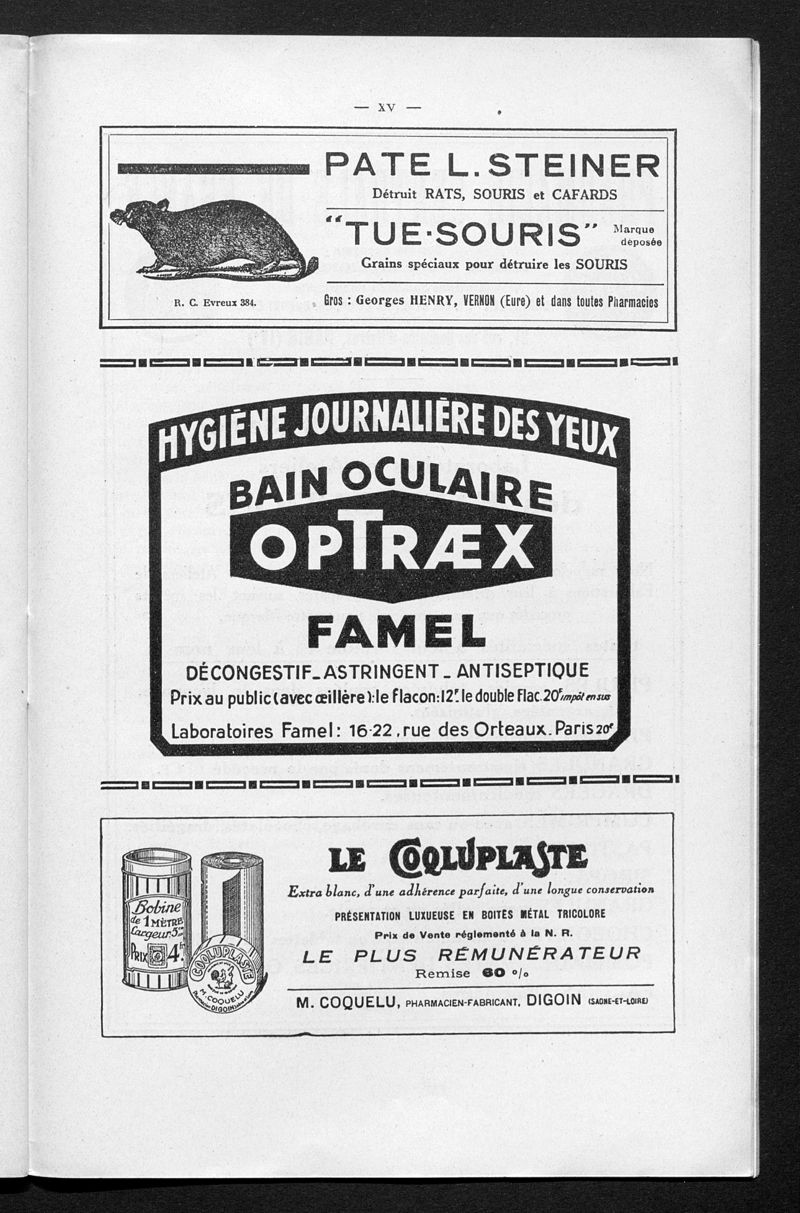 — XV —
PATE L. STEINER
Détruit RATS, SOURIS et CAFARDS
"TUE-SOURIS" Marque déposée
Grains spéciaux pour détruire les SOURIS
R. C. Evreux 384.
Gros : Georges HENRY, VERNON (Eure) et dans toutes Pharmacies
HYGIÈNE JOURNALIÈRE DES YEUX
BAIN OCULAIRE
OPTRÆX
FAMEL
DÉCONGESTIF_ASTRINGENT_ANTISEPTIQUE
Prix au public (avec œillère): le flacon: 12F. le double Flac. 20F impôt en sus
Laboratoires Famel: 16-22, rue des Orteaux. Paris 20e
LE COQLUPLASTE
Extra blanc, d'une adhérence parfaite, d'une longue conservation
PRÉSENTATION LUXUEUSE EN BOITES MÉTAL TRICOLORE
Prix de Vente réglementé à la N. R.
LE PLUS RÉMUNÉRATEUR
Remise 60 %
M. COQUELU, PHARMACIEN-FABRICANT, DIGOIN (SAONE-ET-LOIRE)
Bobine
de 1 MÈTRE
Largeur 5cm
PRIX 4fr
COQLUPLASTE
M. COQUELU
DIGOIN